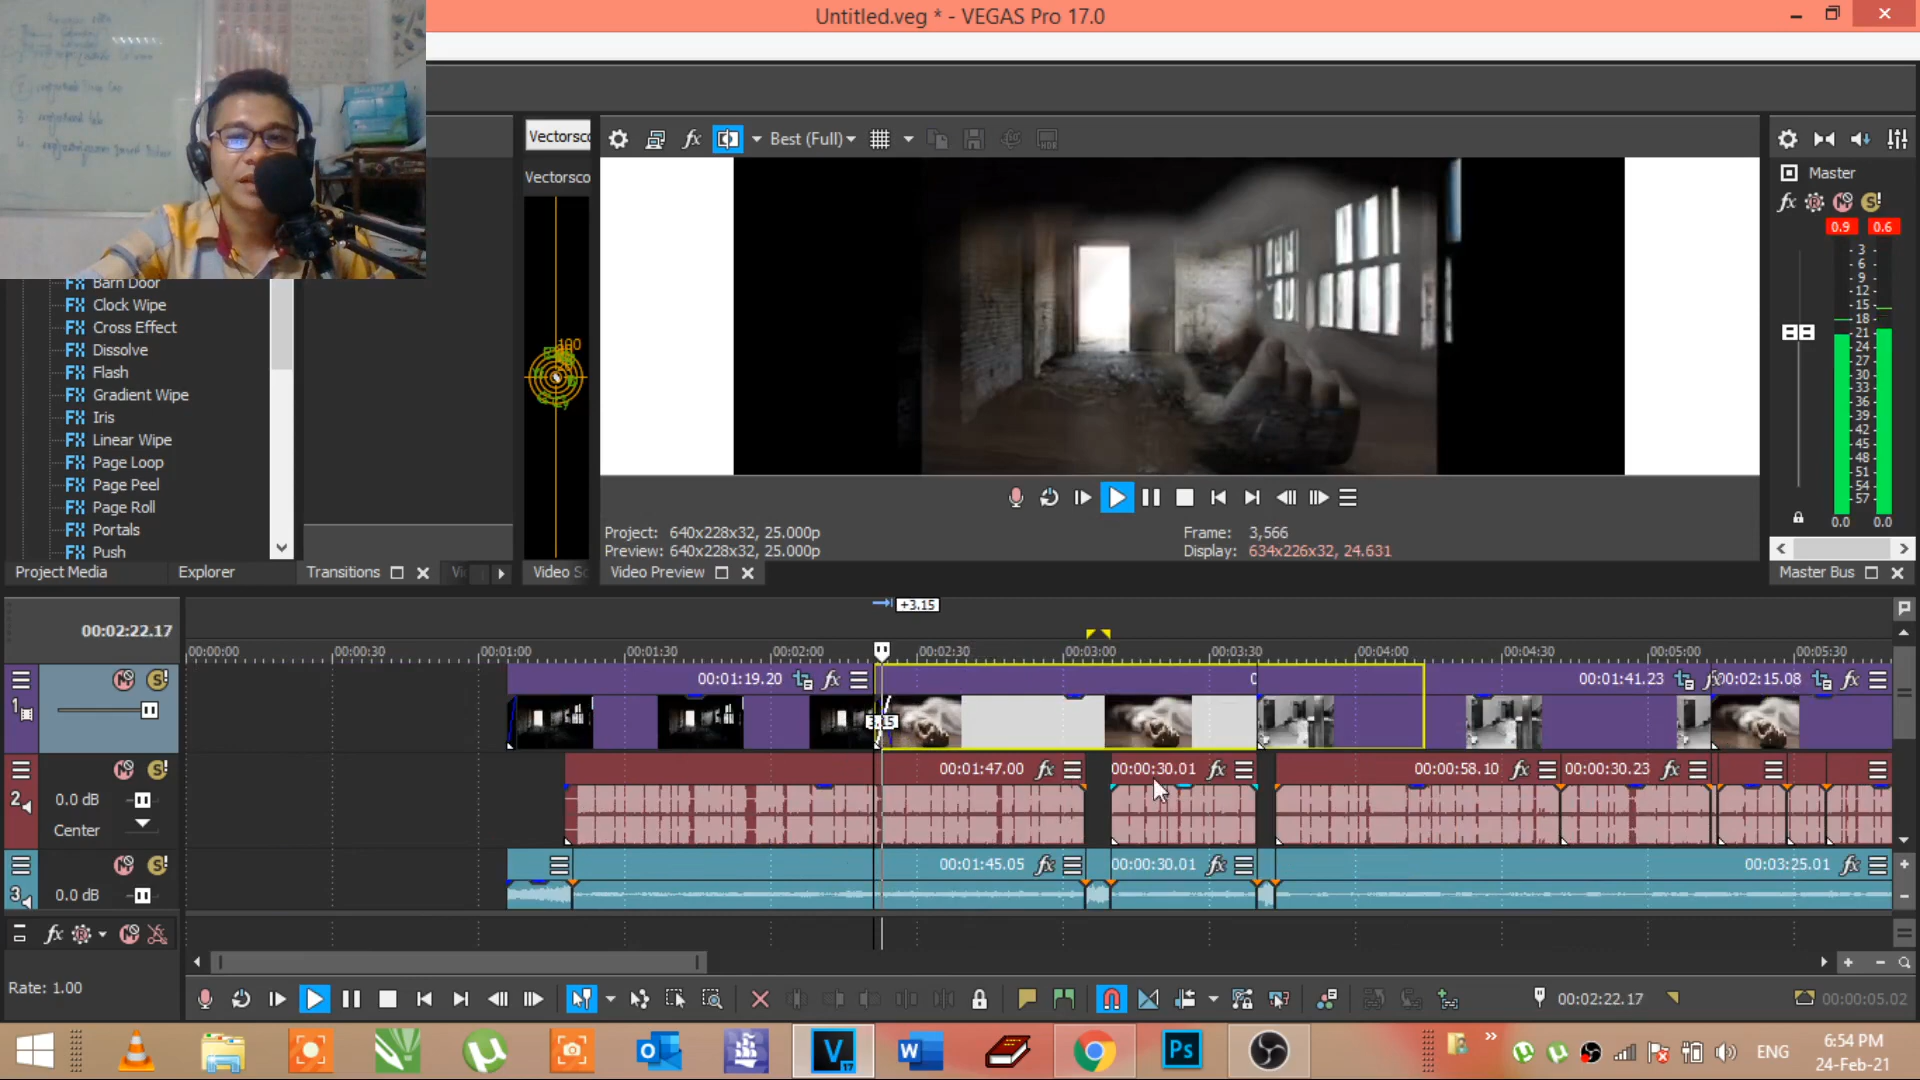 Untitled.veg * - VEGAS Pro 17.0
Vectorsco
Best (Full)
Vectorsco
100
Master
0.9 0.6
3
6
9
12
15
18
21
24
27
30
33
36
39
42
45
48
51
54
57
0.0 0.0
Barn Door
Clock Wipe
Cross Effect
Dissolve
Flash
Gradient Wipe
Iris
Linear Wipe
Page Loop
Page Peel
Page Roll
Portals
Push
Project: 640x228x32, 25.000p
Frame: 3,566
Preview: 640x228x32, 25.000p
Display: 634x226x32, 24.631
Project Media
Explorer
Transitions
Video Sc
Video Preview
Master Bus
+3.15
00:02:22.17
00:00:00 00:00:30 00:01:00 00:01:30 00:02:00 00:02:30 00:03:00 00:03:30 00:04:00 00:04:30 00:05:00 00:05:30
00:01:19.20
00:01:41.23
00:02:15.08
1
2
0.0 dB
Center
00:01:47.00
00:00:30.01
00:00:58.10
00:00:30.23
3
0.0 dB
00:01:45.05
00:00:30.01
00:03:25.01
Rate: 1.00
00:02:22.17
00:00:05.02
ENG
6:54 PM
24-Feb-21